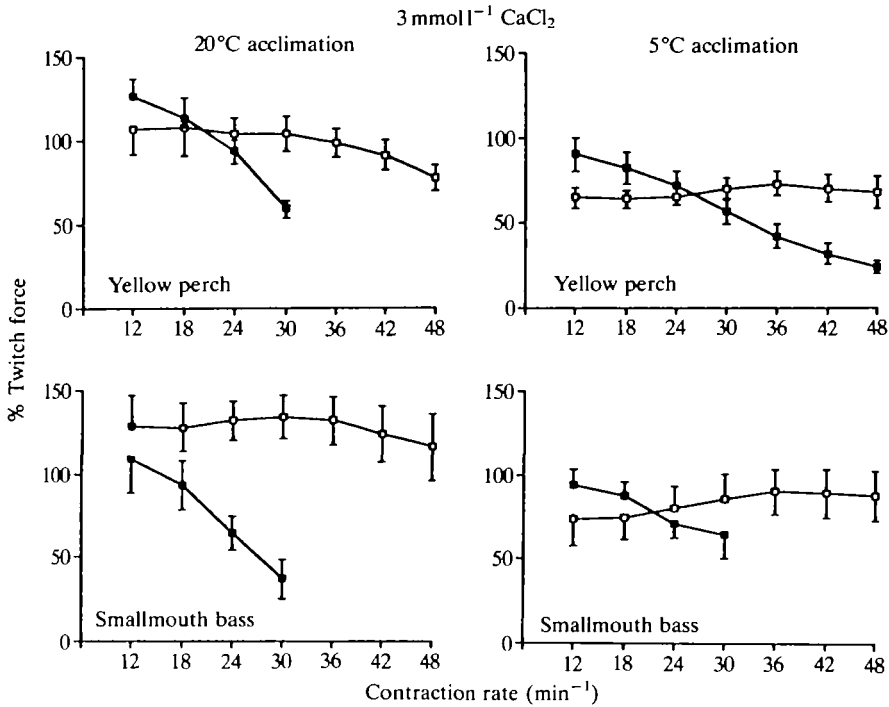 3 mmol l⁻¹ CaCl₂
20°C acclimation
5°C acclimation
% Twitch force
150
100
50
0
12 18 24 30 36 42 48
Yellow perch
150
100
50
0
12 18 24 30 36 42 48
Yellow perch
150
100
50
0
12 18 24 30 36 42 48
Smallmouth bass
150
100
50
0
12 18 24 30 36 42 48
Smallmouth bass
Contraction rate (min⁻¹)